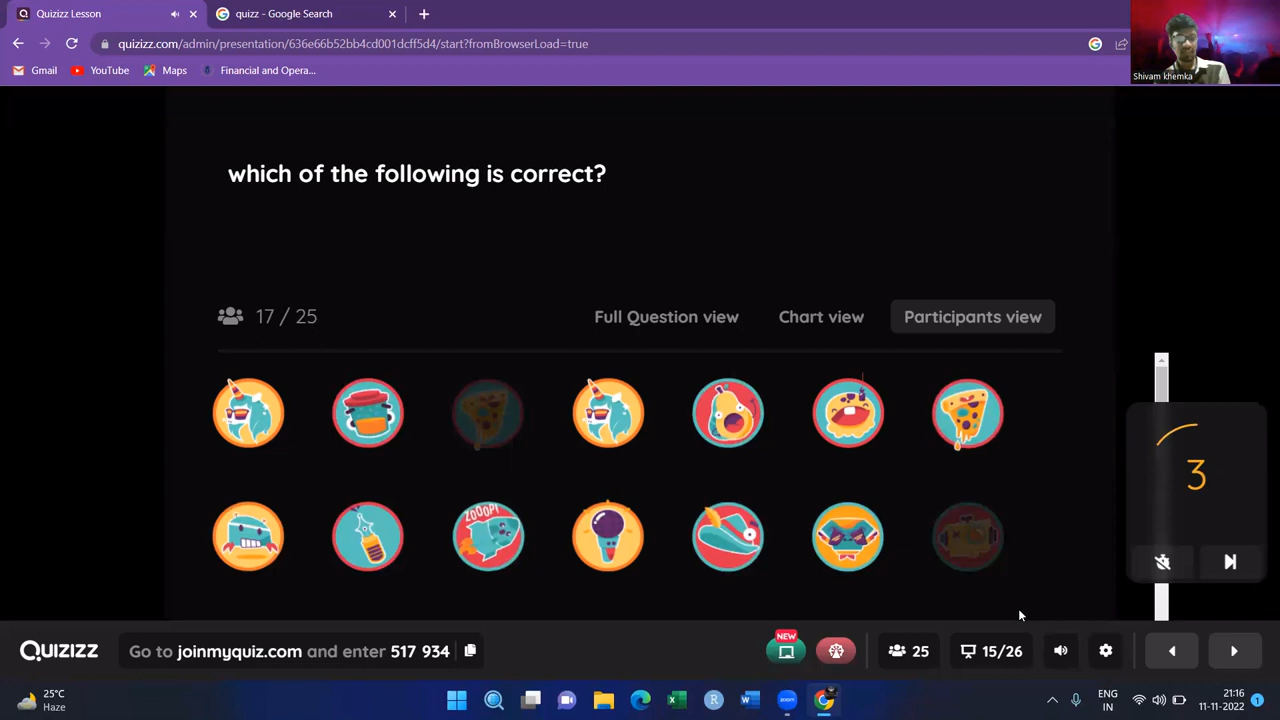 Quizizz Lesson
quizz - Google Search
quizizz.com/admin/presentation/636e66b52bb4cd001dcff5d4/start?fromBrowserLoad=true
Gmail
YouTube
Maps
Financial and Opera...
Shivam khemka
which of the following is correct?
17 / 25
Full Question view
Chart view
Participants view
ZOOOP!
3
Quizizz
Go to joinmyquiz.com and enter 517 934
NEW
25
15/26
25°C
Haze
zoom
ENG
IN
21:16
11-11-2022
1